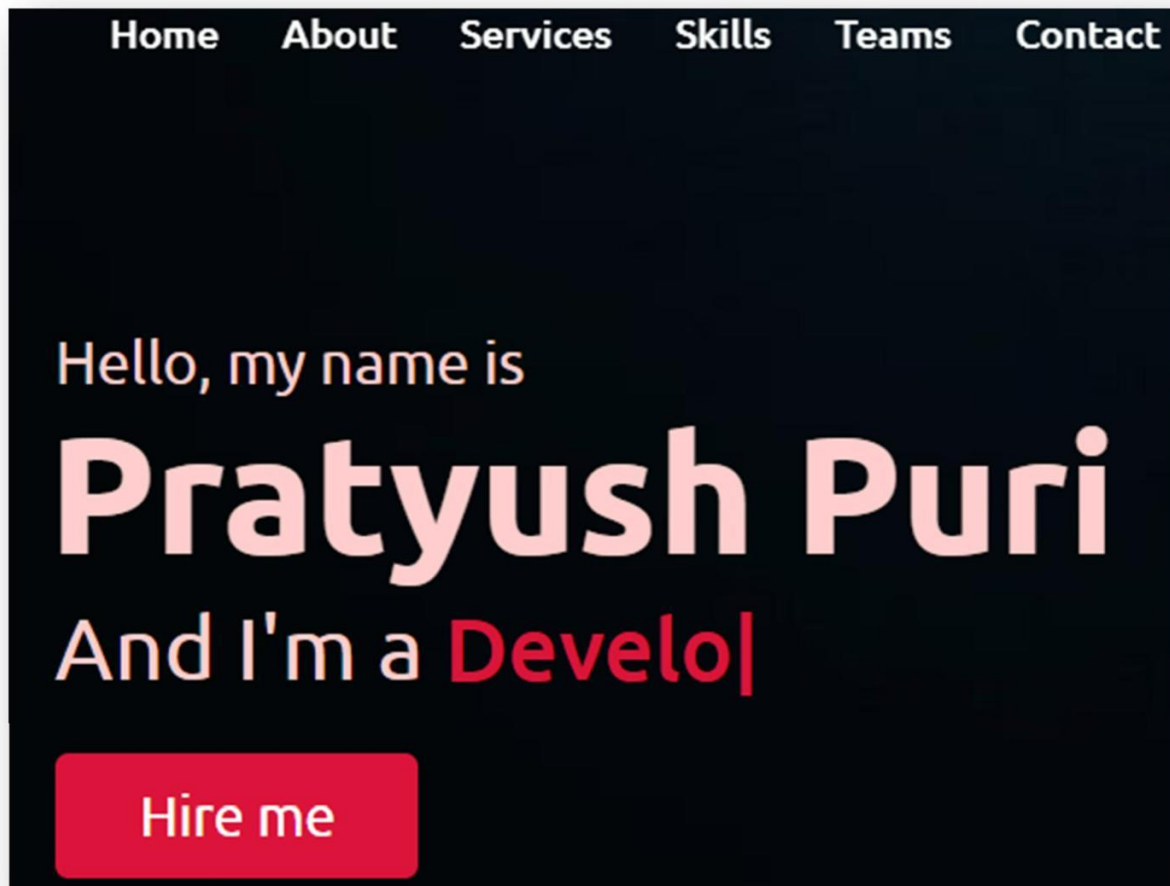 Home About Services Skills Teams Contact
Hello, my name is
Pratyush Puri
And I'm a Develo|
Hire me